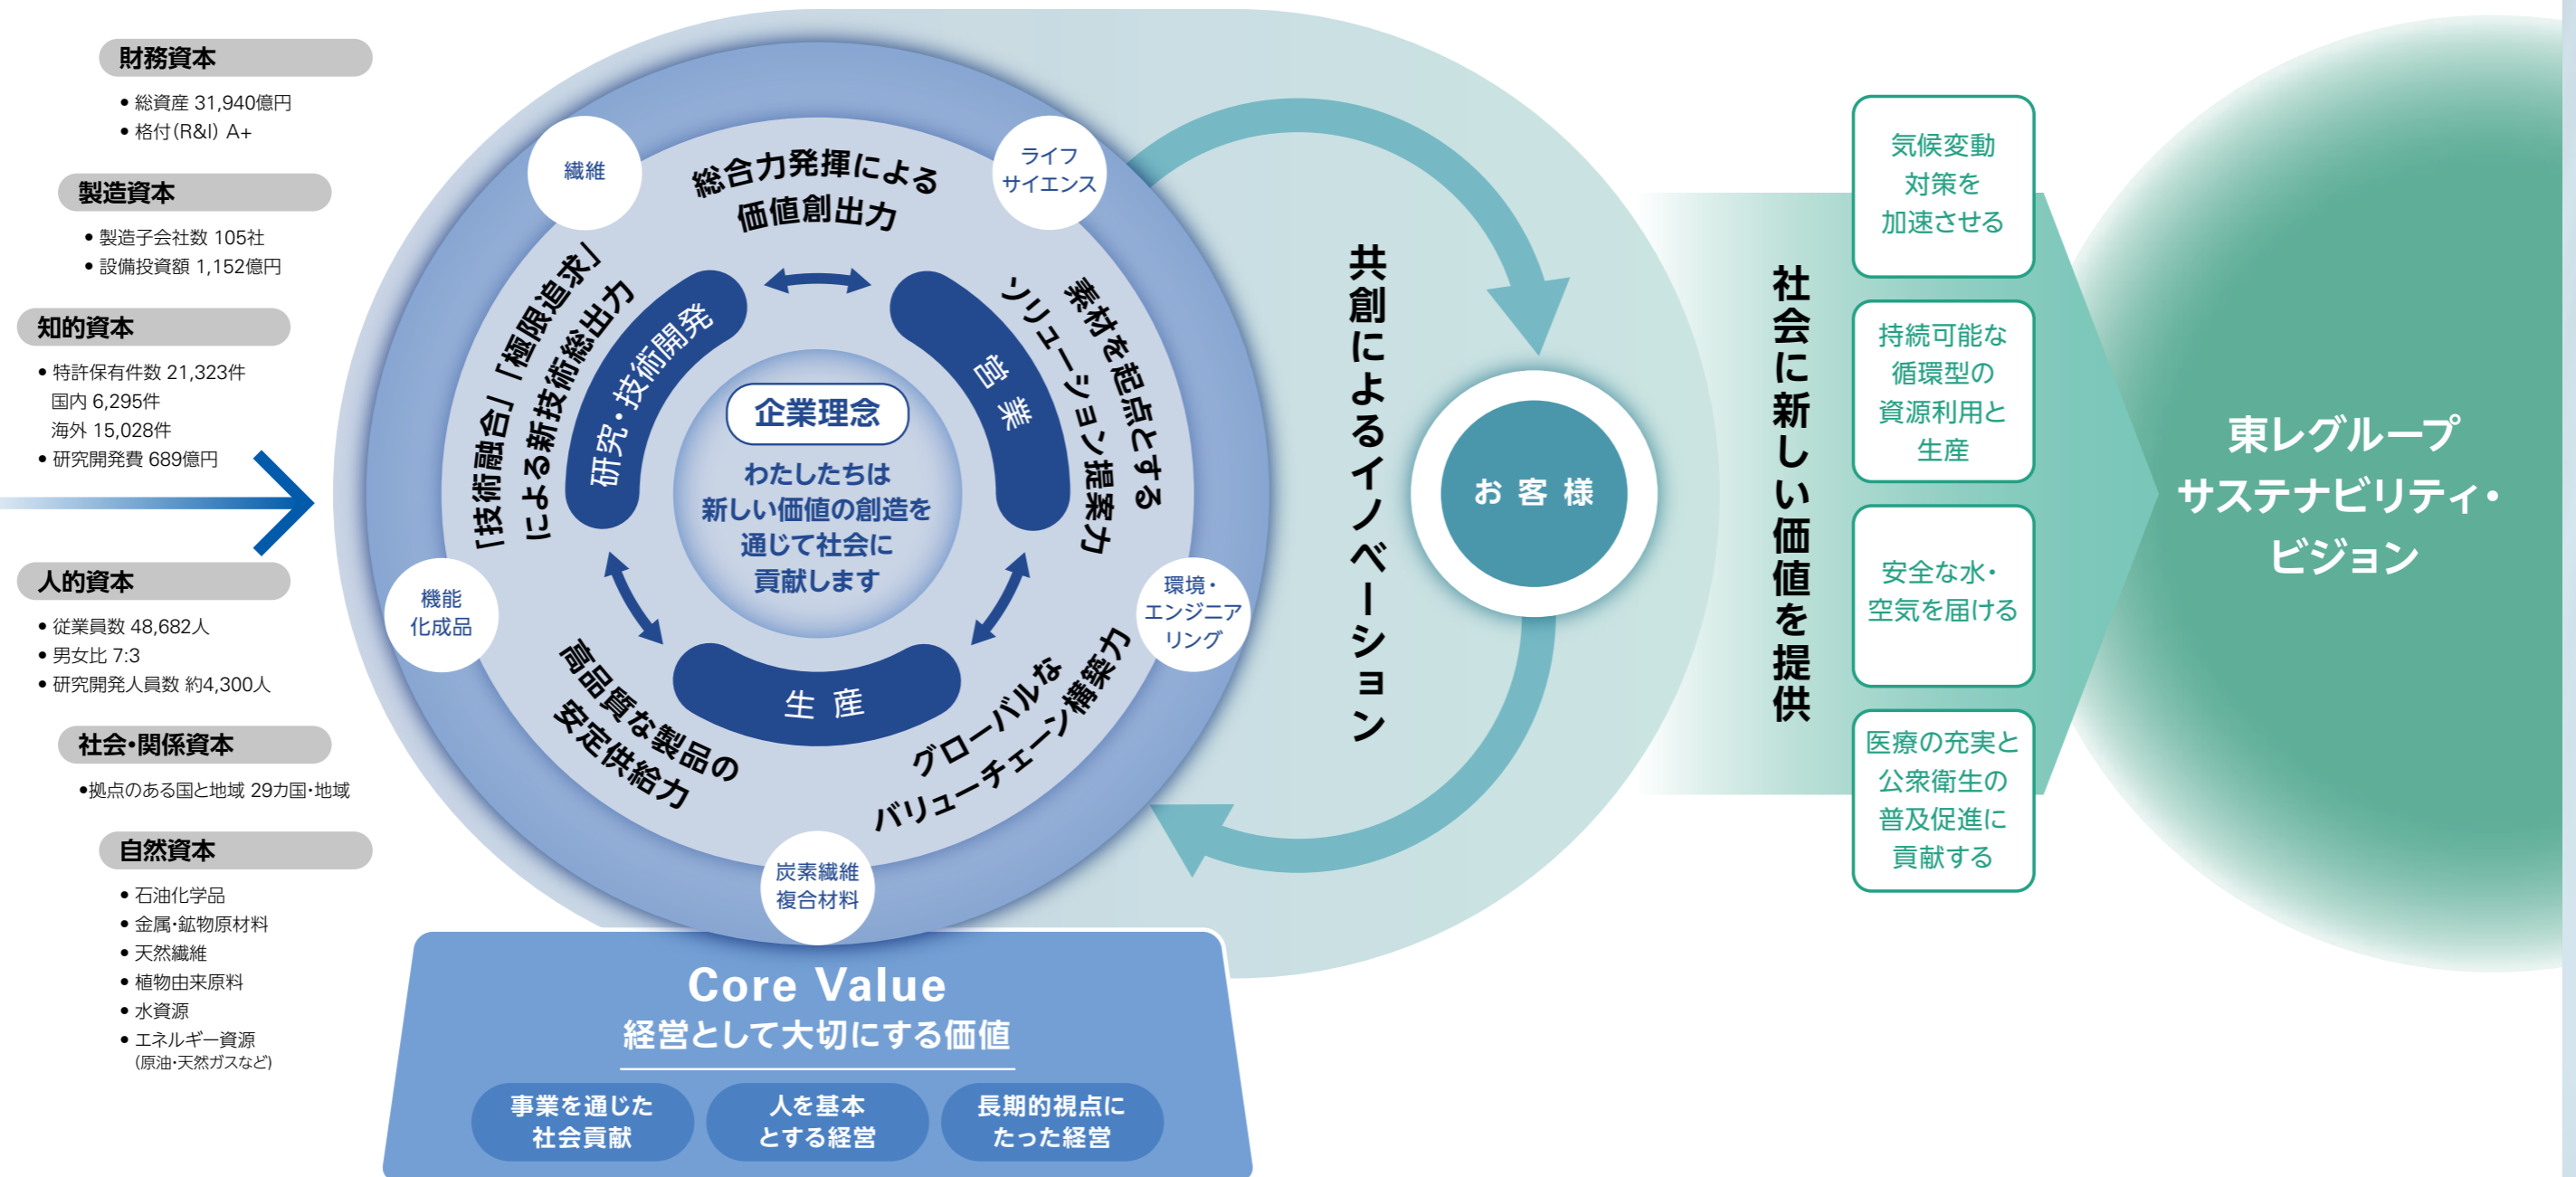 財務資本
• 総資産 31,940億円
• 格付(R&I) A+
製造資本
• 製造子会社数 105社
• 設備投資額 1,152億円
知的資本
• 特許保有件数 21,323件
国内 6,295件
海外 15,028件
• 研究開発費 689億円
人的資本
• 従業員数 48,682人
• 男女比 7:3
• 研究開発人員数 約4,300人
社会・関係資本
•拠点のある国と地域 29カ国・地域
自然資本
• 石油化学品
• 金属・鉱物原材料
• 天然繊維
• 植物由来原料
• 水資源
• エネルギー資源
(原油・天然ガスなど)
繊維
ライフ
サイエンス
機能
化成品
環境・
エンジニア
リング
炭素繊維
複合材料
総合力発揮による
価値創出力
「技術融合」「極限追求」
による新技術総出力
素材を起点とする
ソリューション提案力
高品質な製品の
安定供給力
グローバルな
バリューチェーン構築力
研究・技術開発
営業
生産
企業理念
わたしたちは
新しい価値の創造を
通じて社会に
貢献します
Core Value
経営として大切にする価値
事業を通じた
社会貢献
人を基本
とする経営
長期的視点に
たった経営
共創によるイノベーション
お客様
社会に新しい価値を提供
気候変動
対策を
加速させる
持続可能な
循環型の
資源利用と
生産
安全な水・
空気を届ける
医療の充実と
公衆衛生の
普及促進に
貢献する
東レグループ
サステナビリティ・
ビジョン